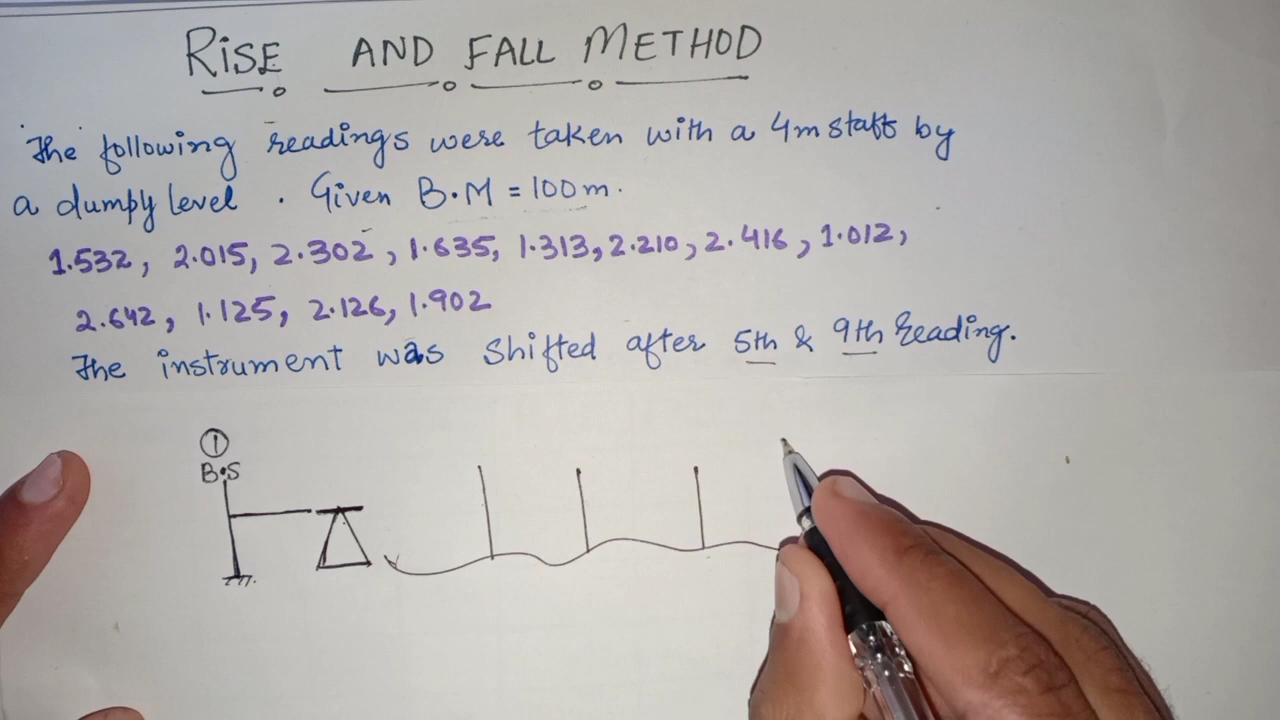 RISE AND FALL METHOD
The following readings were taken with a 4m staff by
a dumpy level. Given B.M = 100m.
1.532, 2.015, 2.302, 1.635, 1.313, 2.210, 2.416, 1.012,
2.642, 1.125, 2.126, 1.902
The instrument was shifted after 5th & 9th reading.
1
B.S